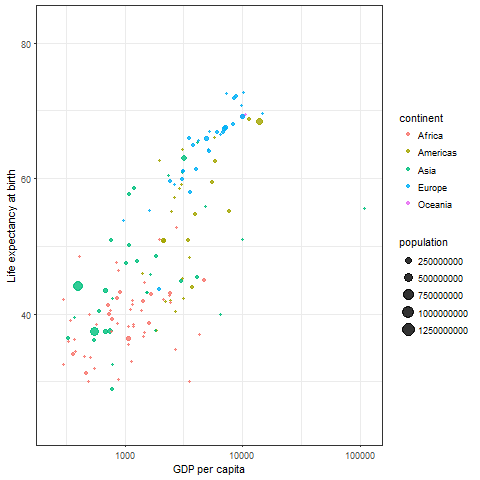 80
60
40
Life expectancy at birth
1000
10000
100000
GDP per capita
continent
Africa
Americas
Asia
Europe
Oceania
population
250000000
500000000
750000000
1000000000
1250000000